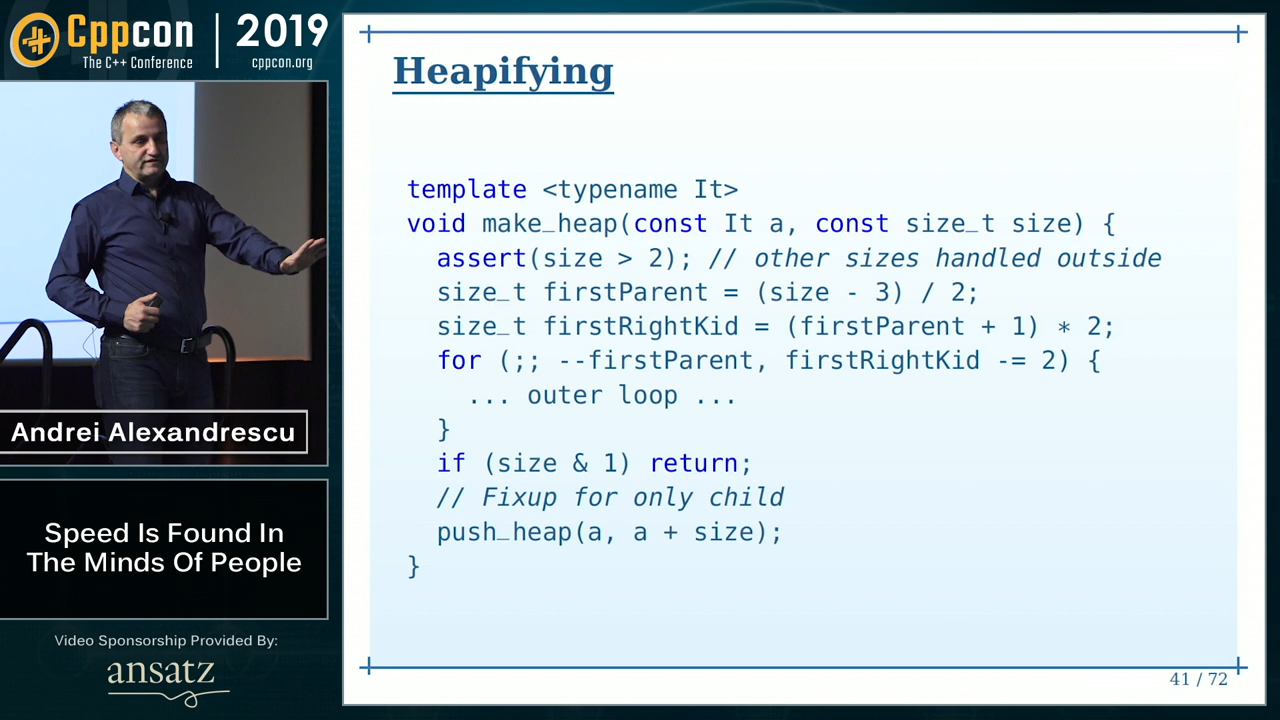 Cppcon
The C++ Conference
2019
cppcon.org
Andrei Alexandrescu
Speed Is Found In
The Minds Of People
Video Sponsorship Provided By:
ansatz
Heapifying
template <typename It>
void make_heap(const It a, const size_t size) {
  assert(size > 2); // other sizes handled outside
  size_t firstParent = (size - 3) / 2;
  size_t firstRightKid = (firstParent + 1) * 2;
  for (;; --firstParent, firstRightKid -= 2) {
    ... outer loop ...
  }
  if (size & 1) return;
  // Fixup for only child
  push_heap(a, a + size);
}
41 / 72